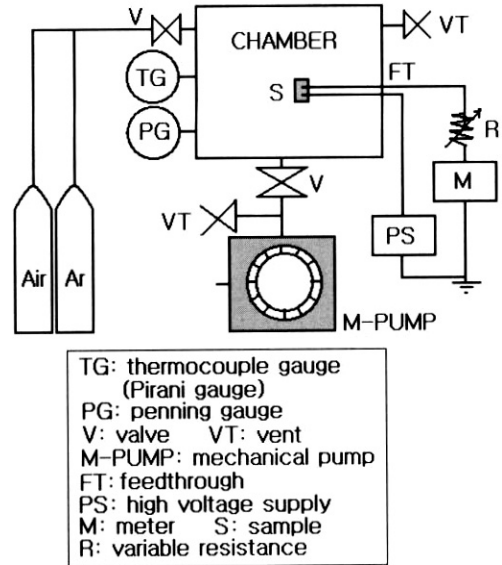 V
CHAMBER
VT
TG
FT
S
R
PG
M
V
VT
PS
Air
Ar
M-PUMP
TG: thermocouple gauge
(Pirani gauge)
PG: penning gauge
V: valve VT: vent
M-PUMP: mechanical pump
FT: feedthrough
PS: high voltage supply
M: meter S: sample
R: variable resistance